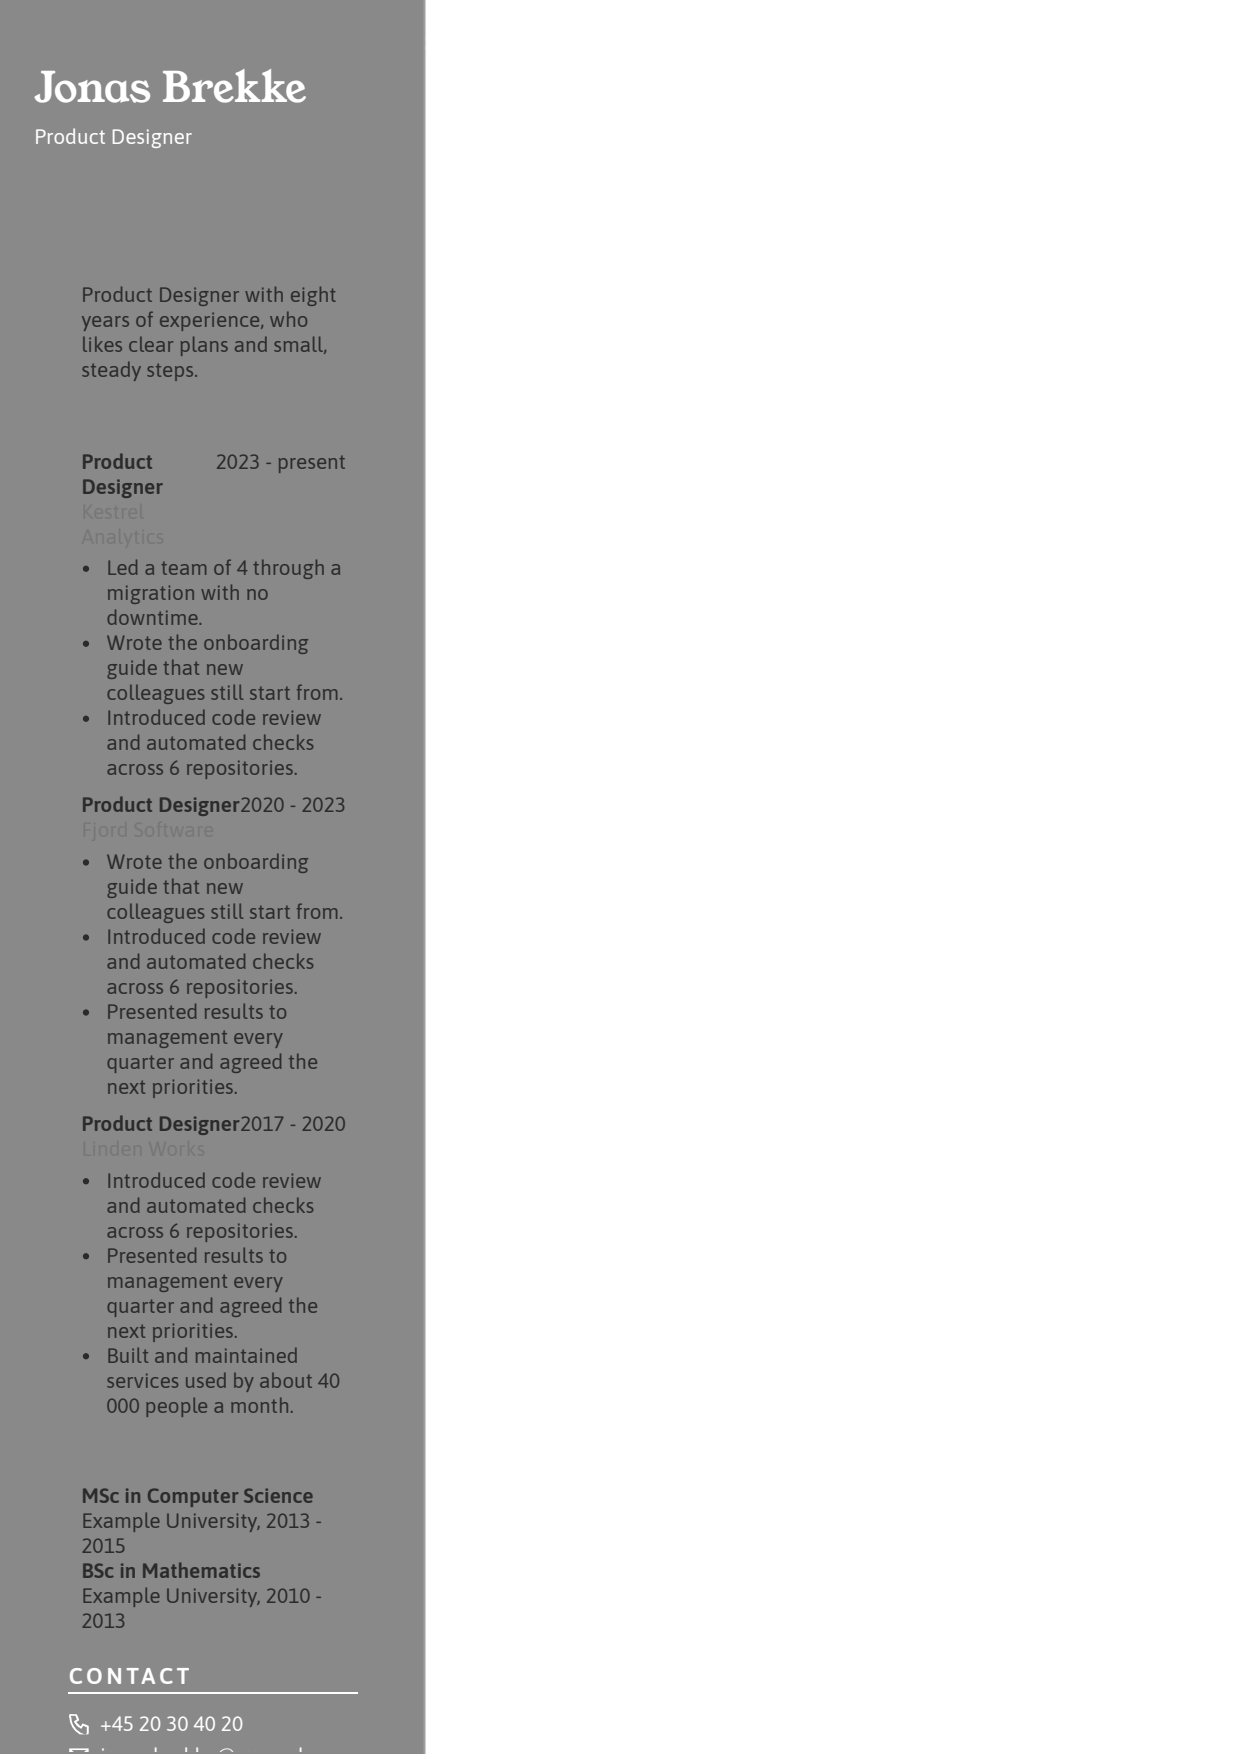 Jonas Brekke
Product Designer
Product Designer with eight
years of experience, who
likes clear plans and small,
steady steps.
Product Designer 2023 - present
Kestrel
Analytics
• Led a team of 4 through a
migration with no
downtime.
• Wrote the onboarding
guide that new
colleagues still start from.
• Introduced code review
and automated checks
across 6 repositories.
Product Designer 2020 - 2023
Fjord Software
• Wrote the onboarding
guide that new
colleagues still start from.
• Introduced code review
and automated checks
across 6 repositories.
• Presented results to
management every
quarter and agreed the
next priorities.
Product Designer 2017 - 2020
Linden Works
• Introduced code review
and automated checks
across 6 repositories.
• Presented results to
management every
quarter and agreed the
next priorities.
• Built and maintained
services used by about 40
000 people a month.
MSc in Computer Science
Example University, 2013 -
2015
BSc in Mathematics
Example University, 2010 -
2013
CONTACT
+45 20 30 40 20